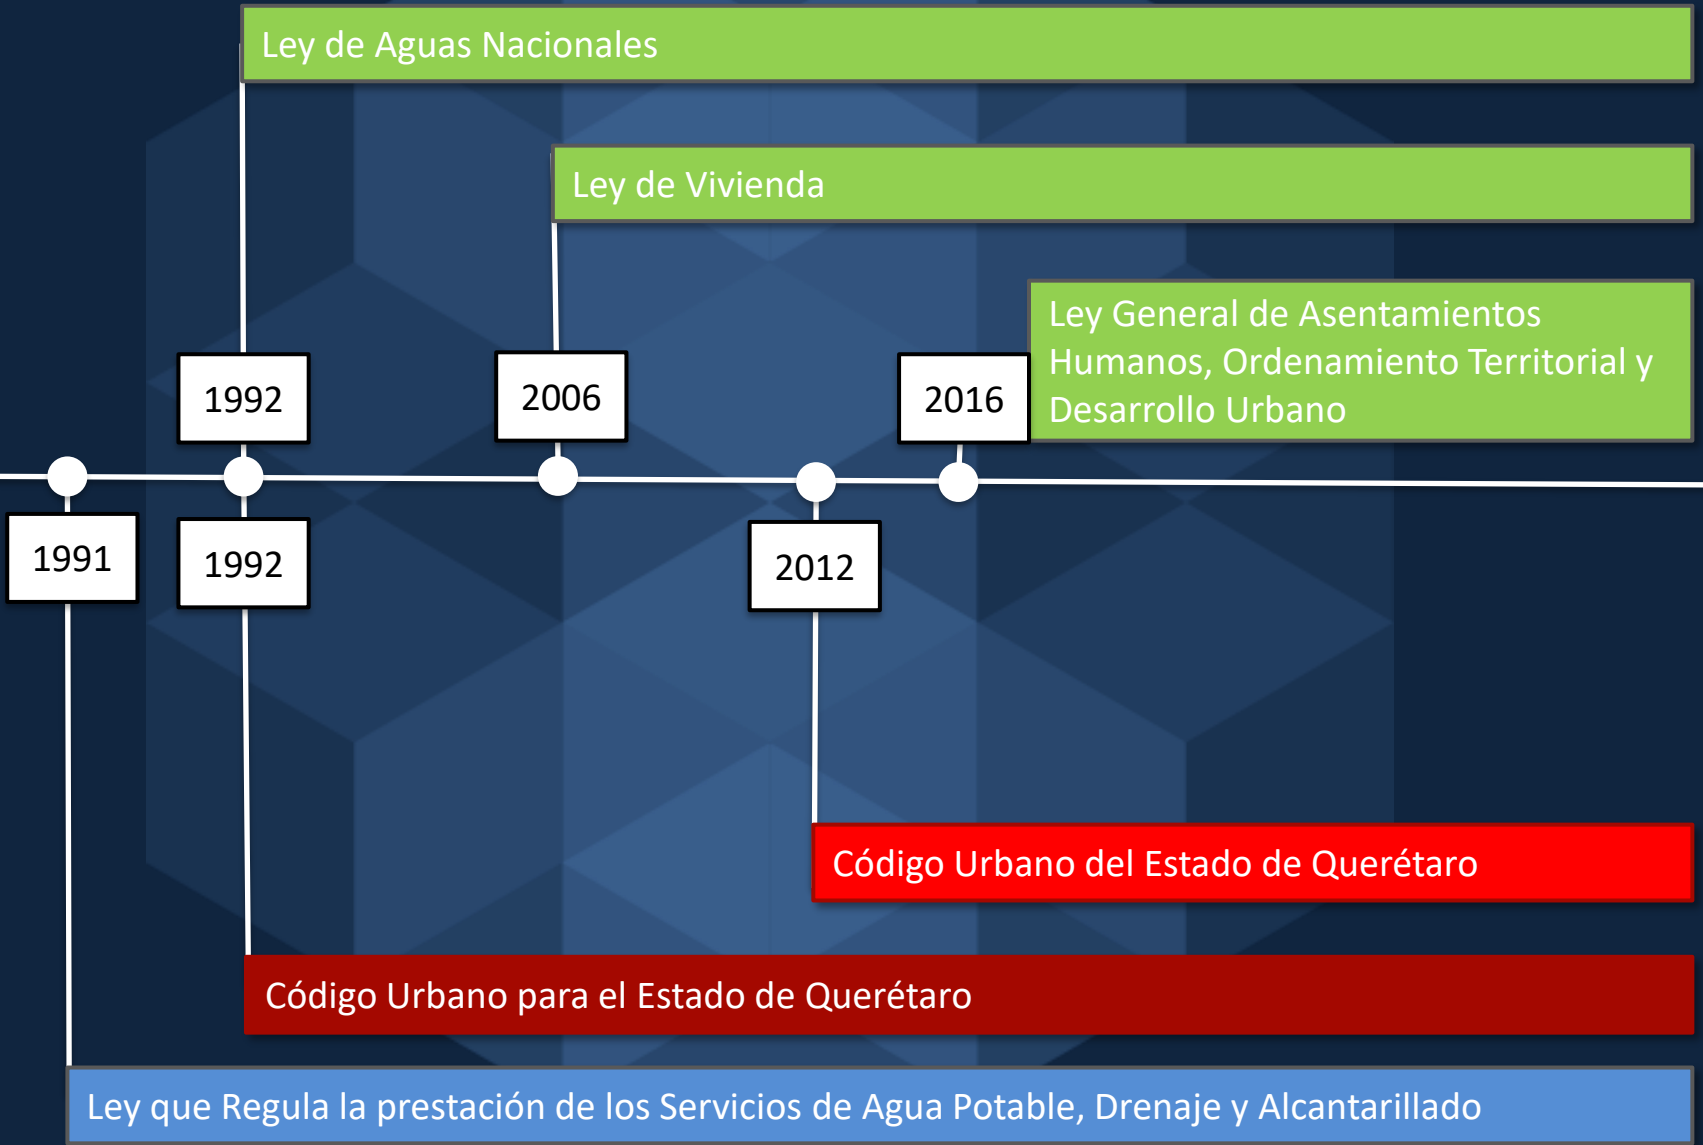 Ley de Aguas Nacionales
Ley de Vivienda
Ley General de Asentamientos
Humanos, Ordenamiento Territorial y
Desarrollo Urbano
1992
2006
2016
1991
1992
2012
Código Urbano del Estado de Querétaro
Código Urbano para el Estado de Querétaro
Ley que Regula la prestación de los Servicios de Agua Potable, Drenaje y Alcantarillado